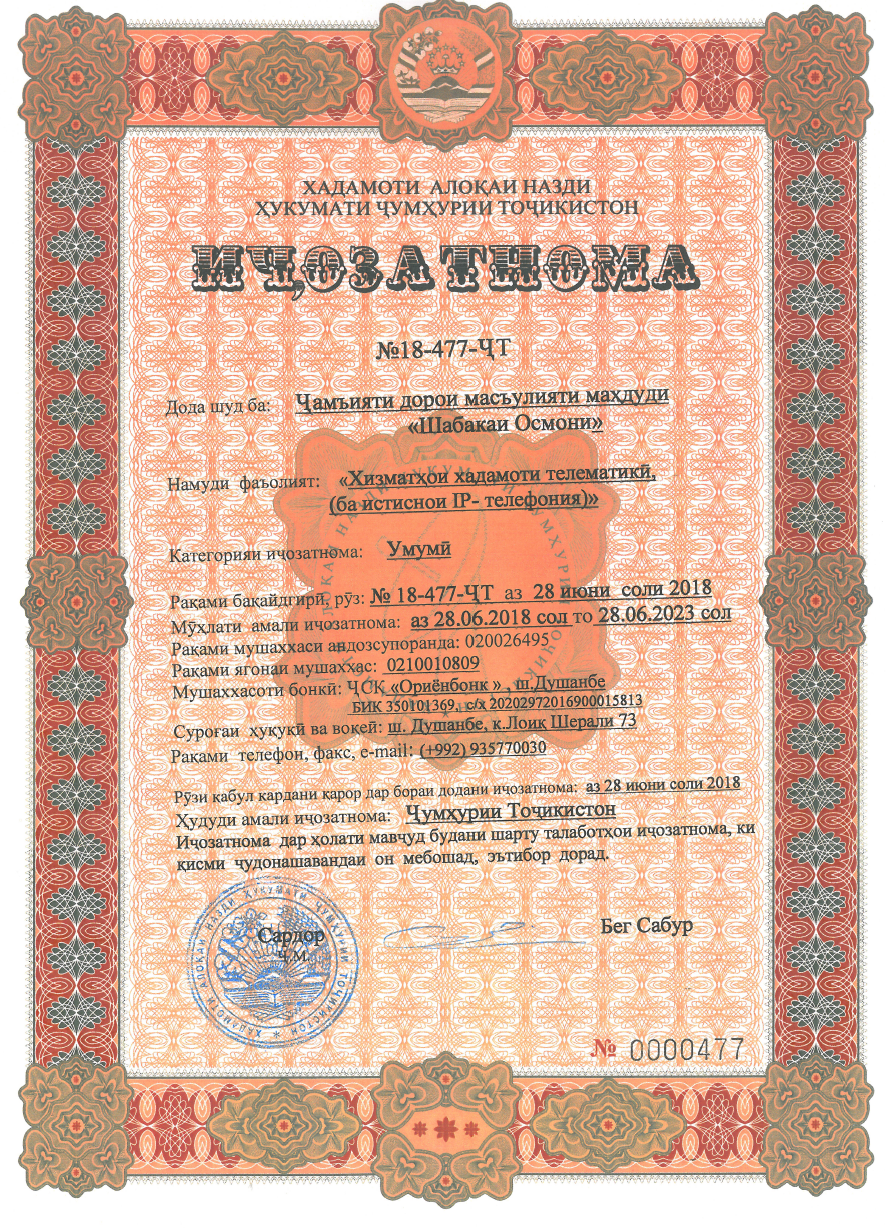 ХАДАМОТИ АЛОҚАИ НАЗДИ
ҲУКУМАТИ ҶУМҲУРИИ ТОҶИКИСТОН
ИҶОЗАТНОМА
№18-477-ҶТ
Дода шуд ба: Ҷамъияти дорои масъулияти маҳдуди
«Шабакаи Осмони»
Намуди фаъолият: «Хизматҳои хадамоти телематикӣ,
(ба истиснои IP- телефония)»
Категорияи иҷозатнома: Умумӣ
Рақами бақайдгирӣ, рӯз: № 18-477-ҶТ аз 28 июни соли 2018
Мӯҳлати амали иҷозатнома: аз 28.06.2018 сол то 28.06.2023 сол
Рақами мушаххаси андозсупоранда: 020026495
Рақами ягонаи мушаххас: 0210010809
Мушаххасоти бонкӣ: ҶСК «Ориёнбонк » , ш.Душанбе
БИК 350101369, с/х 20202972016900015813
Суроғаи ҳуқуқӣ ва воқеӣ: ш. Душанбе, к.Лоиқ Шерали 73
Рақами телефон, факс, e-mail: (+992) 935770030
Рӯзи қабул кардани қарор дар бораи додани иҷозатнома: аз 28 июни соли 2018
Ҳудуди амали иҷозатнома: Ҷумҳурии Тоҷикистон
Иҷозатнома дар ҳолати мавҷуд будани шарту талаботҳои иҷозатнома, ки
қисми ҷудонашавандаи он мебошад, эътибор дорад.
Сардор
ҷ.м.
Бег Сабур
ХАДАМОТИ АЛОҚАИ НАЗДИ ҲУКУМАТИ ҶУМҲУРИИ ТОҶИКИСТОН
№ 0000477